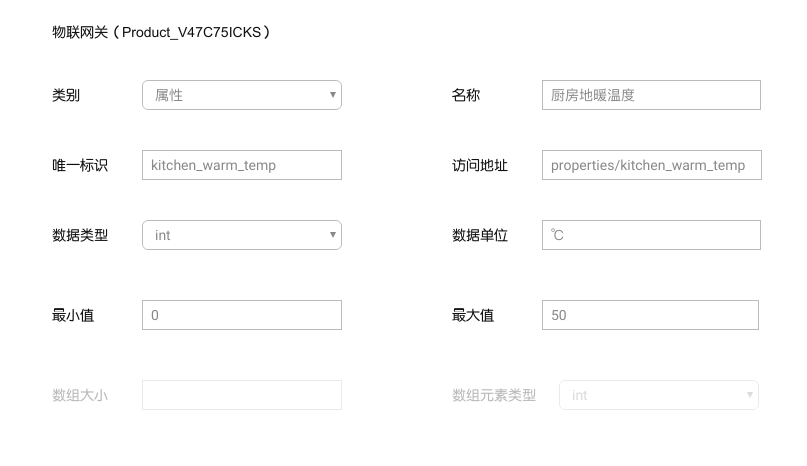 物联网关（Product_V47C75ICKS）
类别 属性 名称 厨房地暖温度
唯一标识 kitchen_warm_temp 访问地址 properties/kitchen_warm_temp
数据类型 int 数据单位 ℃
最小值 0 最大值 50
数组大小 数组元素类型 int